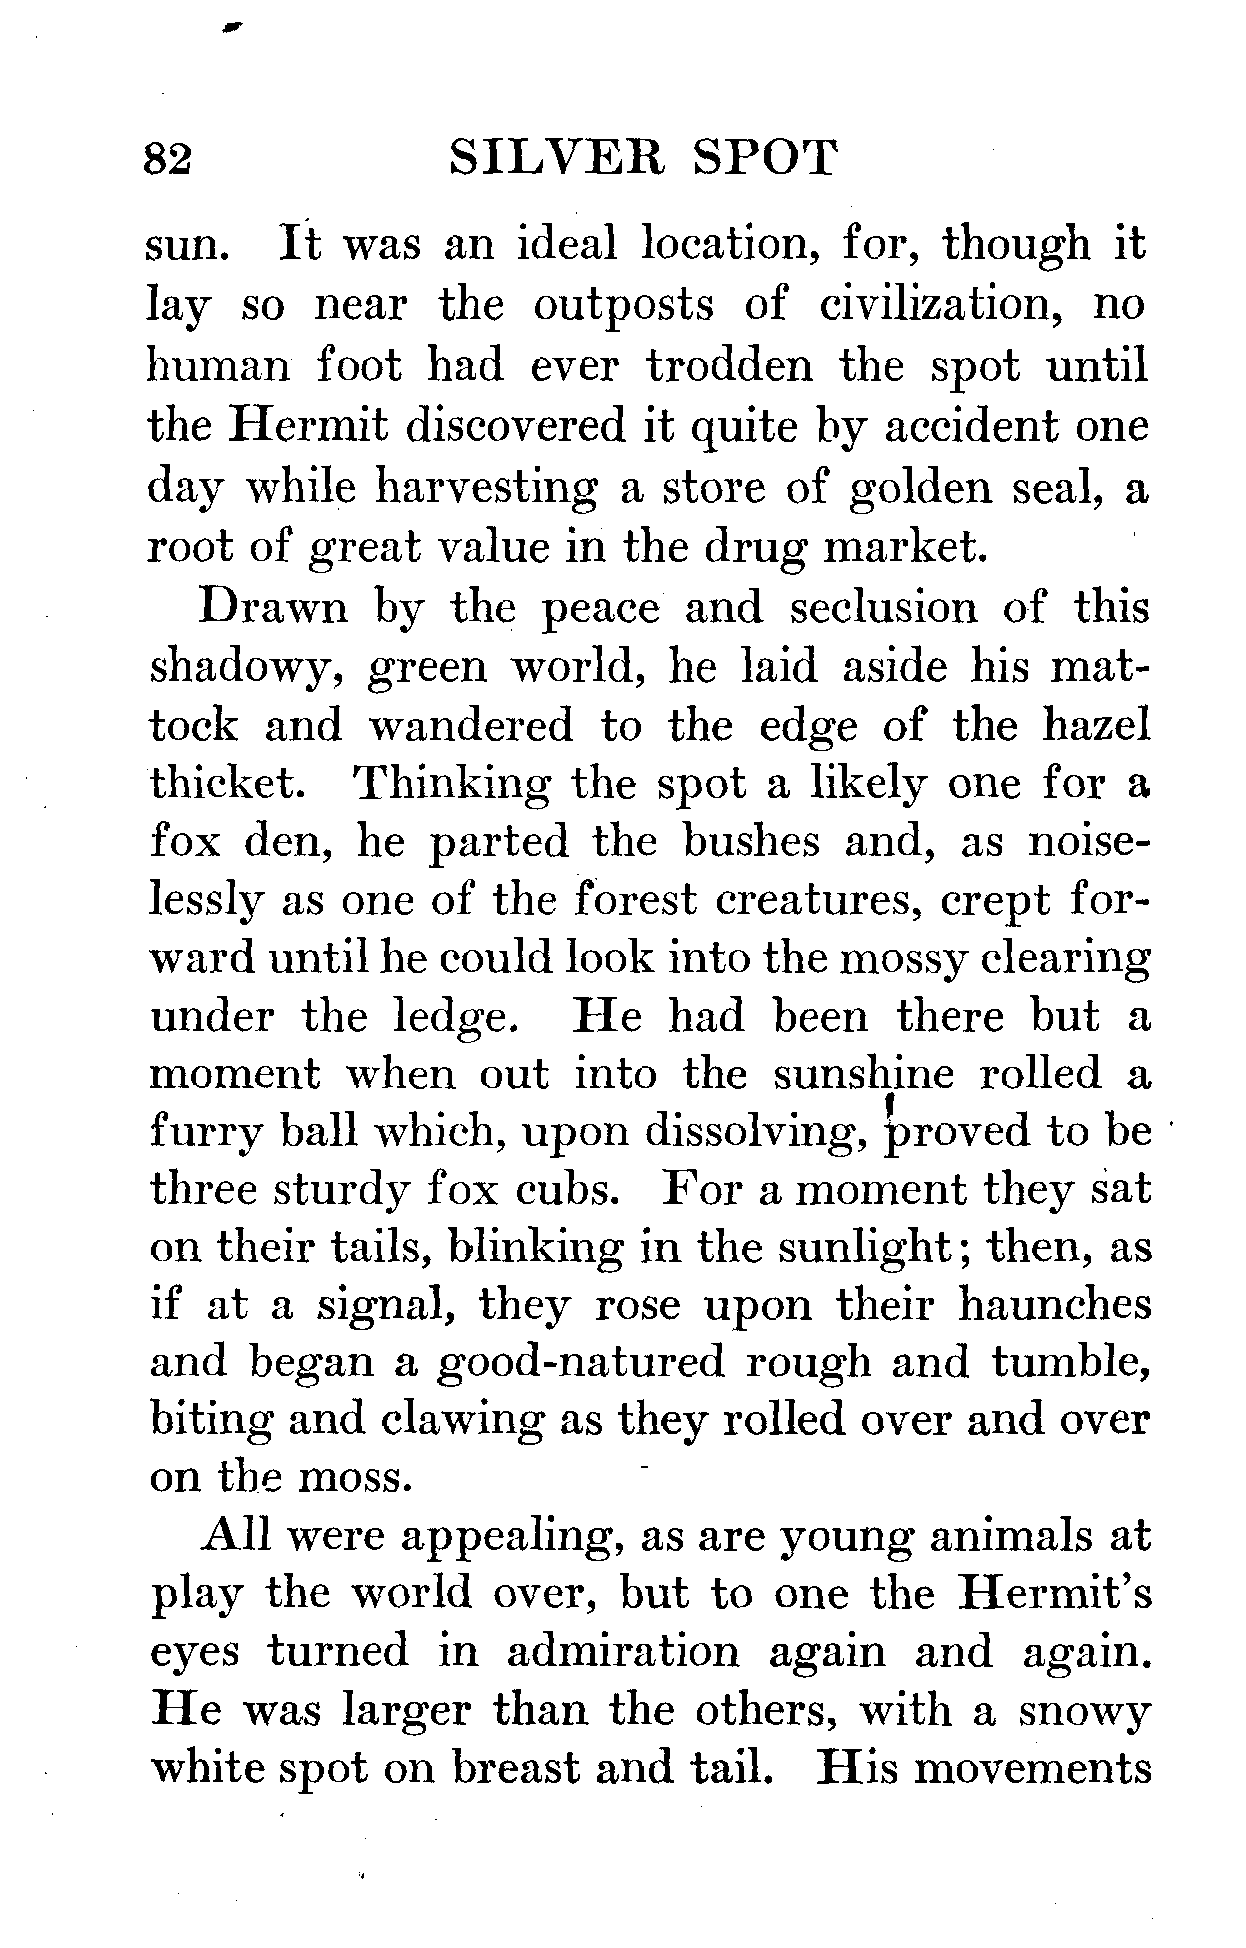 82 SILVER SPOT
sun. It was an ideal location, for, though it
lay so near the outposts of civilization, no
human foot had ever trodden the spot until
the Hermit discovered it quite by accident one
day while harvesting a store of golden seal, a
root of great value in the drug market.
Drawn by the peace and seclusion of this
shadowy, green world, he laid aside his mat-
tock and wandered to the edge of the hazel
thicket. Thinking the spot a likely one for a
fox den, he parted the bushes and, as noise-
lessly as one of the forest creatures, crept for-
ward until he could look into the mossy clearing
under the ledge. He had been there but a
moment when out into the sunshine rolled a
furry ball which, upon dissolving, proved to be
three sturdy fox cubs. For a moment they sat
on their tails, blinking in the sunlight; then, as
if at a signal, they rose upon their haunches
and began a good-natured rough and tumble,
biting and clawing as they rolled over and over
on the moss.
All were appealing, as are young animals at
play the world over, but to one the Hermit's
eyes turned in admiration again and again.
He was larger than the others, with a snowy
white spot on breast and tail. His movements